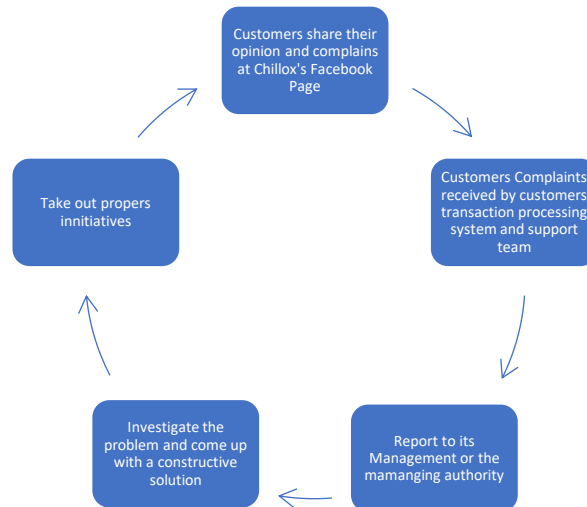 Customers share their
opinion and complains
at Chillox's Facebook
Page
Customers Complaints
received by customers
transaction processing
system and support
team
Report to its
Management or the
mamanging authority
Investigate the
problem and come up
with a constructive
solution
Take out propers
innitiatives